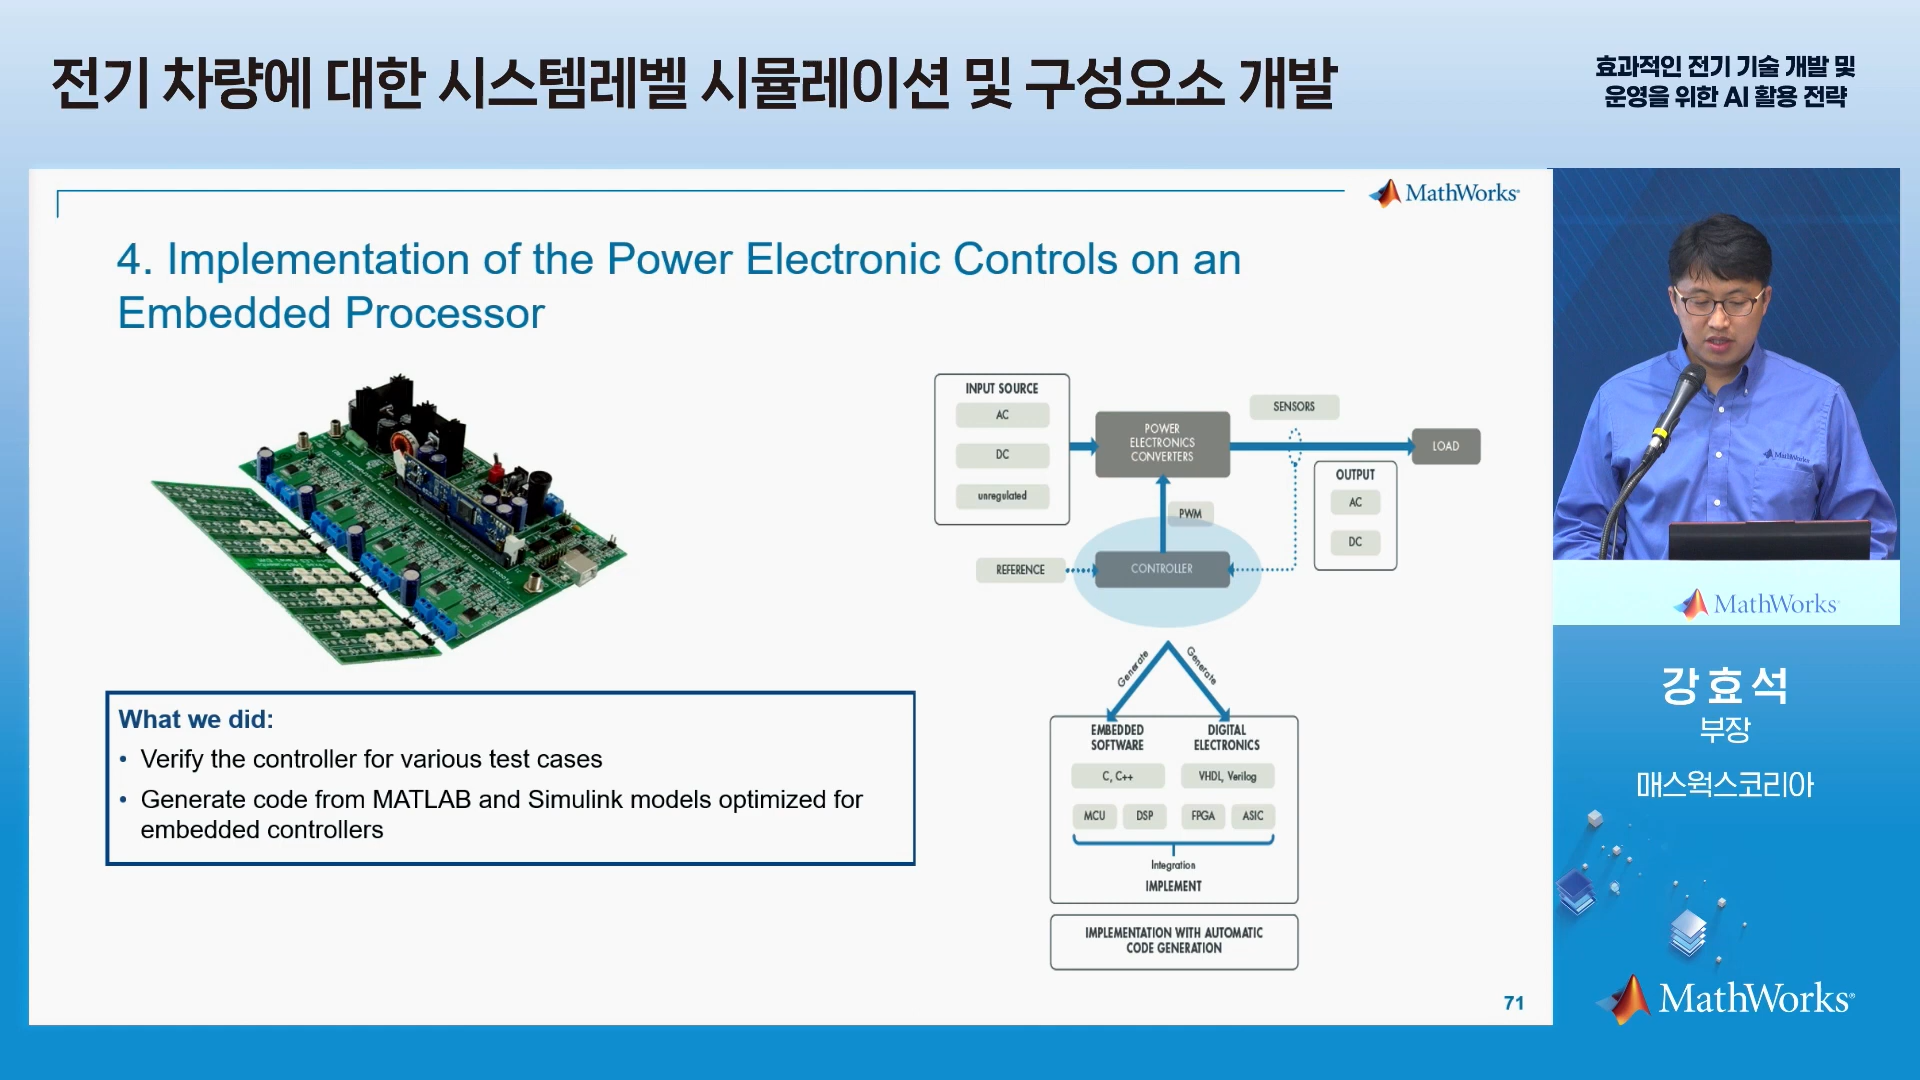 전기 차량에 대한 시스템레벨 시뮬레이션 및 구성요소 개발
효과적인 전기 기술 개발 및
운영을 위한 AI 활용 전략
MathWorks
4. Implementation of the Power Electronic Controls on an
Embedded Processor
INPUT SOURCE
AC
DC
unregulated
POWER
ELECTRONICS
CONVERTERS
SENSORS
LOAD
OUTPUT
AC
DC
PWM
REFERENCE
CONTROLLER
Generate
Generate
EMBEDDED
SOFTWARE
DIGITAL
ELECTRONICS
C, C++
VHDL, Verilog
MCU
DSP
FPGA
ASIC
Integration
IMPLEMENT
IMPLEMENTATION WITH AUTOMATIC
CODE GENERATION
What we did:
• Verify the controller for various test cases
• Generate code from MATLAB and Simulink models optimized for
embedded controllers
71
MathWorks
MathWorks
강효석
부장
매스웍스코리아
MathWorks